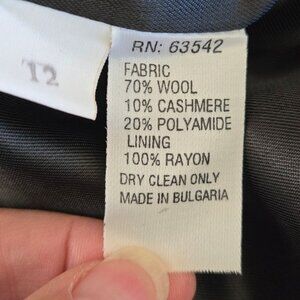 12
RN: 63542
FABRIC
70% WOOL
10% CASHMERE
20% POLYAMIDE
LINING
100% RAYON
DRY CLEAN ONLY
MADE IN BULGARIA